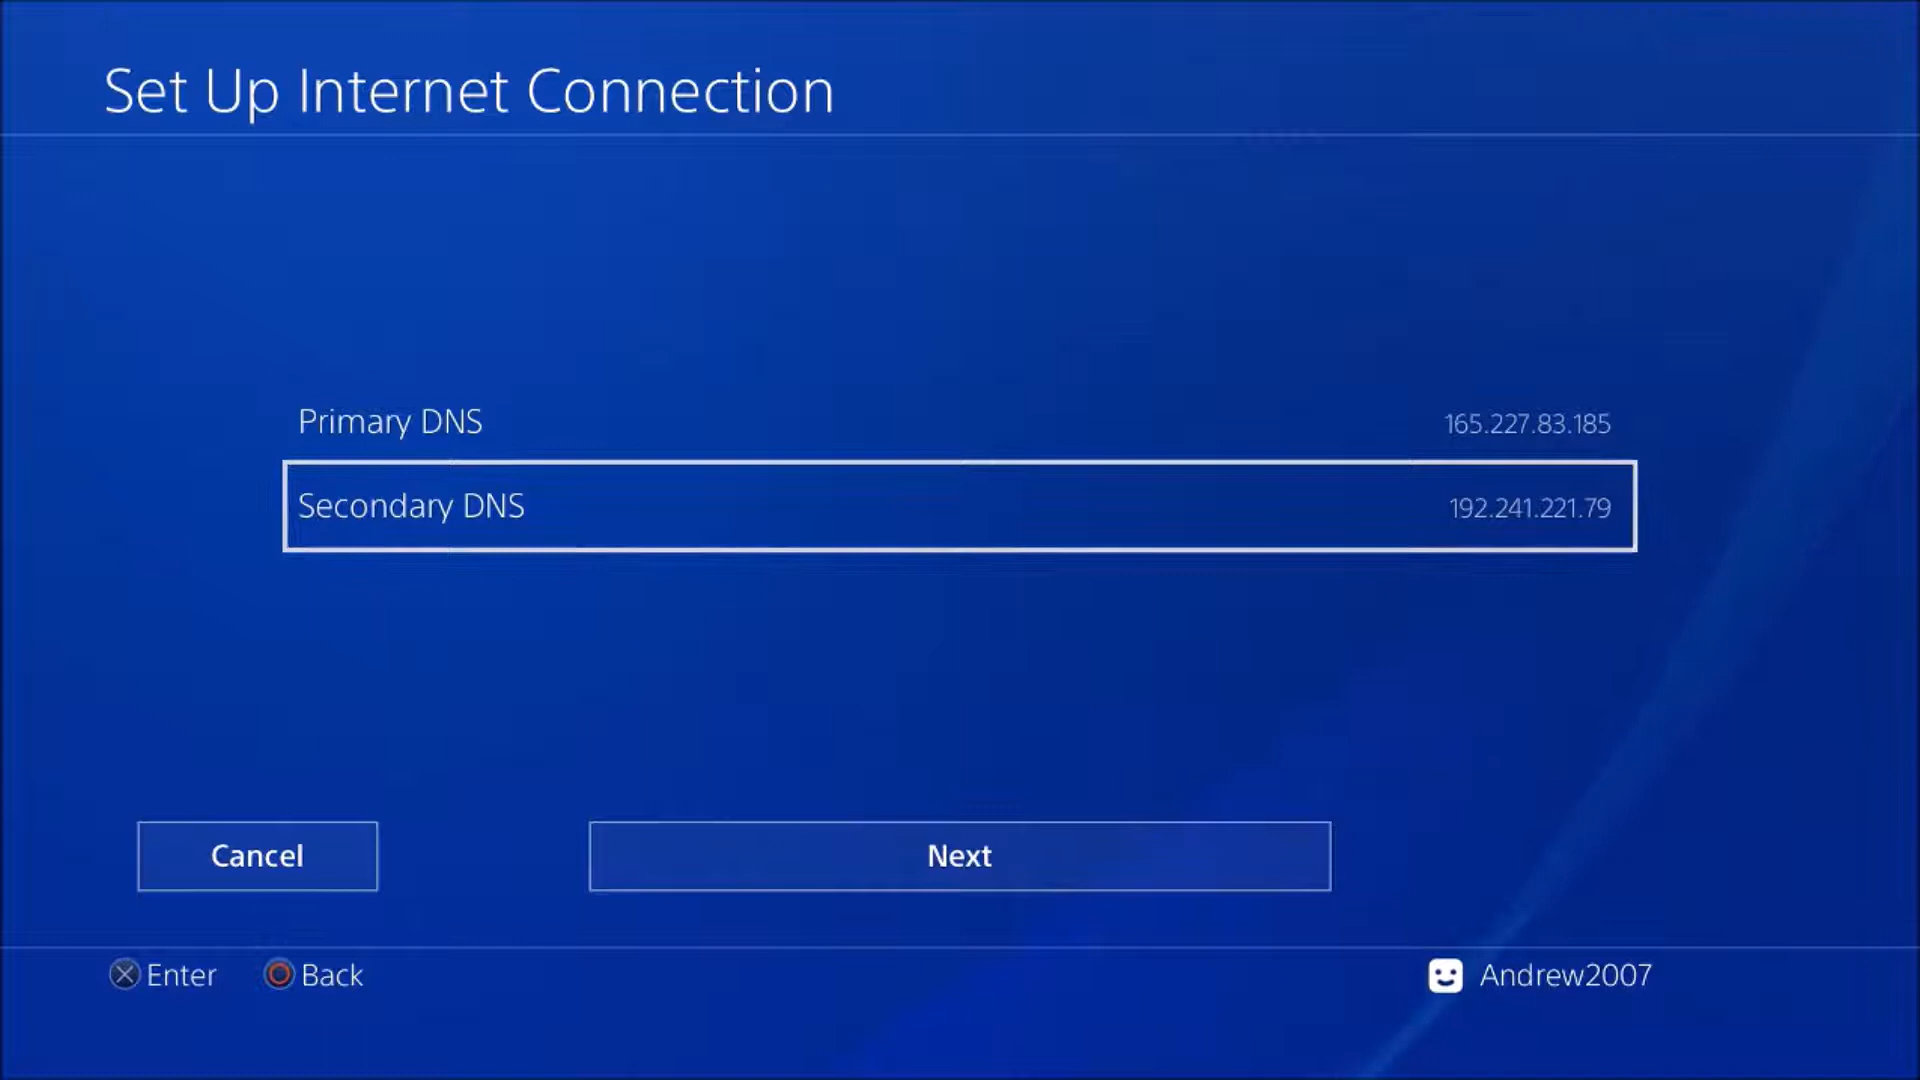 Set Up Internet Connection
Primary DNS 165.227.83.185
Secondary DNS 192.241.221.79
Cancel Next
Enter Back Andrew2007